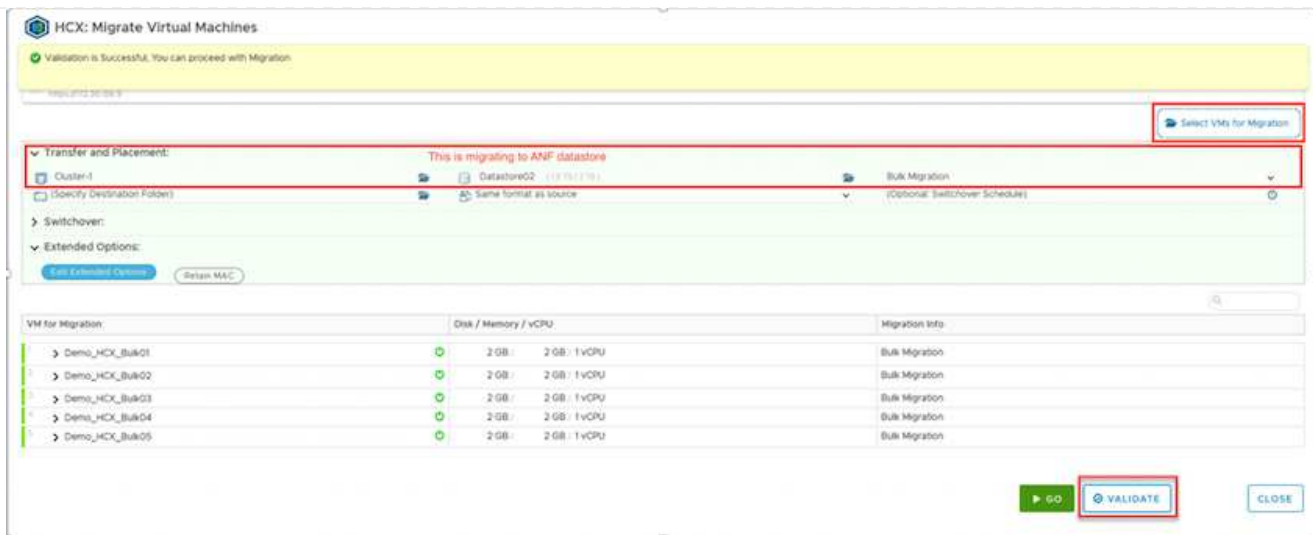 HCX: Migrate Virtual Machines
Validation is Successful, You can proceed with Migration
Select VMs for Migration
Transfer and Placement:
This is migrating to ANF datastore
Cluster-1 Datastore02 Bulk Migration
(Specify Destination Folder) Same format as source (Optional: Switchover Schedule)
Switchover:
Extended Options:
Edit Extended Options Retain MAC
VM for Migration Disk / Memory / vCPU Migration Info
1 Demo_HCX_Bulk01 2 GB / 2 GB / 1 vCPU Bulk Migration
2 Demo_HCX_Bulk02 2 GB / 2 GB / 1 vCPU Bulk Migration
3 Demo_HCX_Bulk03 2 GB / 2 GB / 1 vCPU Bulk Migration
4 Demo_HCX_Bulk04 2 GB / 2 GB / 1 vCPU Bulk Migration
5 Demo_HCX_Bulk05 2 GB / 2 GB / 1 vCPU Bulk Migration
GO VALIDATE CLOSE